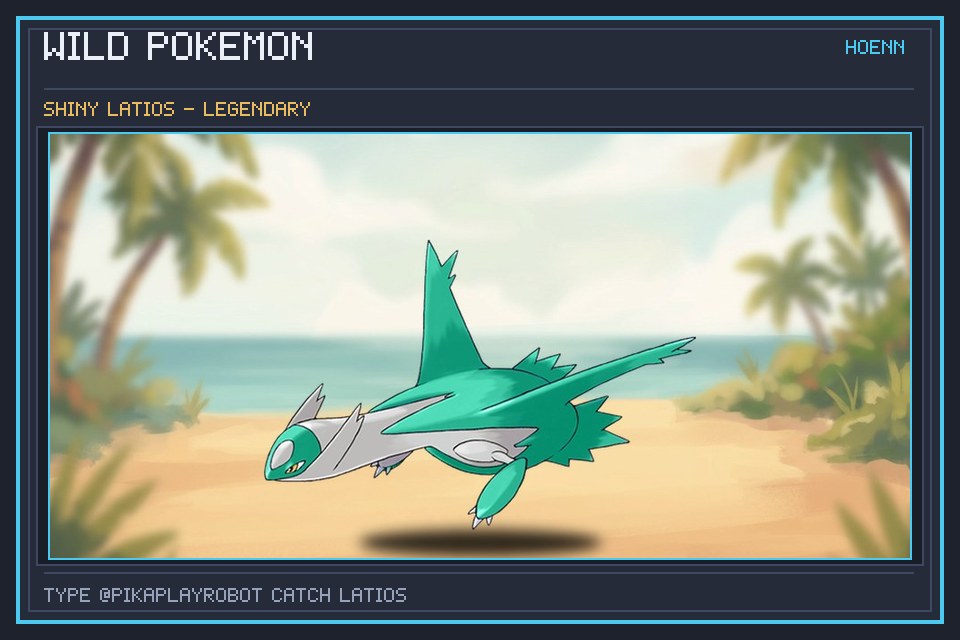 WILD POKEMON
HOENN
SHINY LATIOS - LEGENDARY
TYPE @PIKAPLAYROBOT CATCH LATIOS